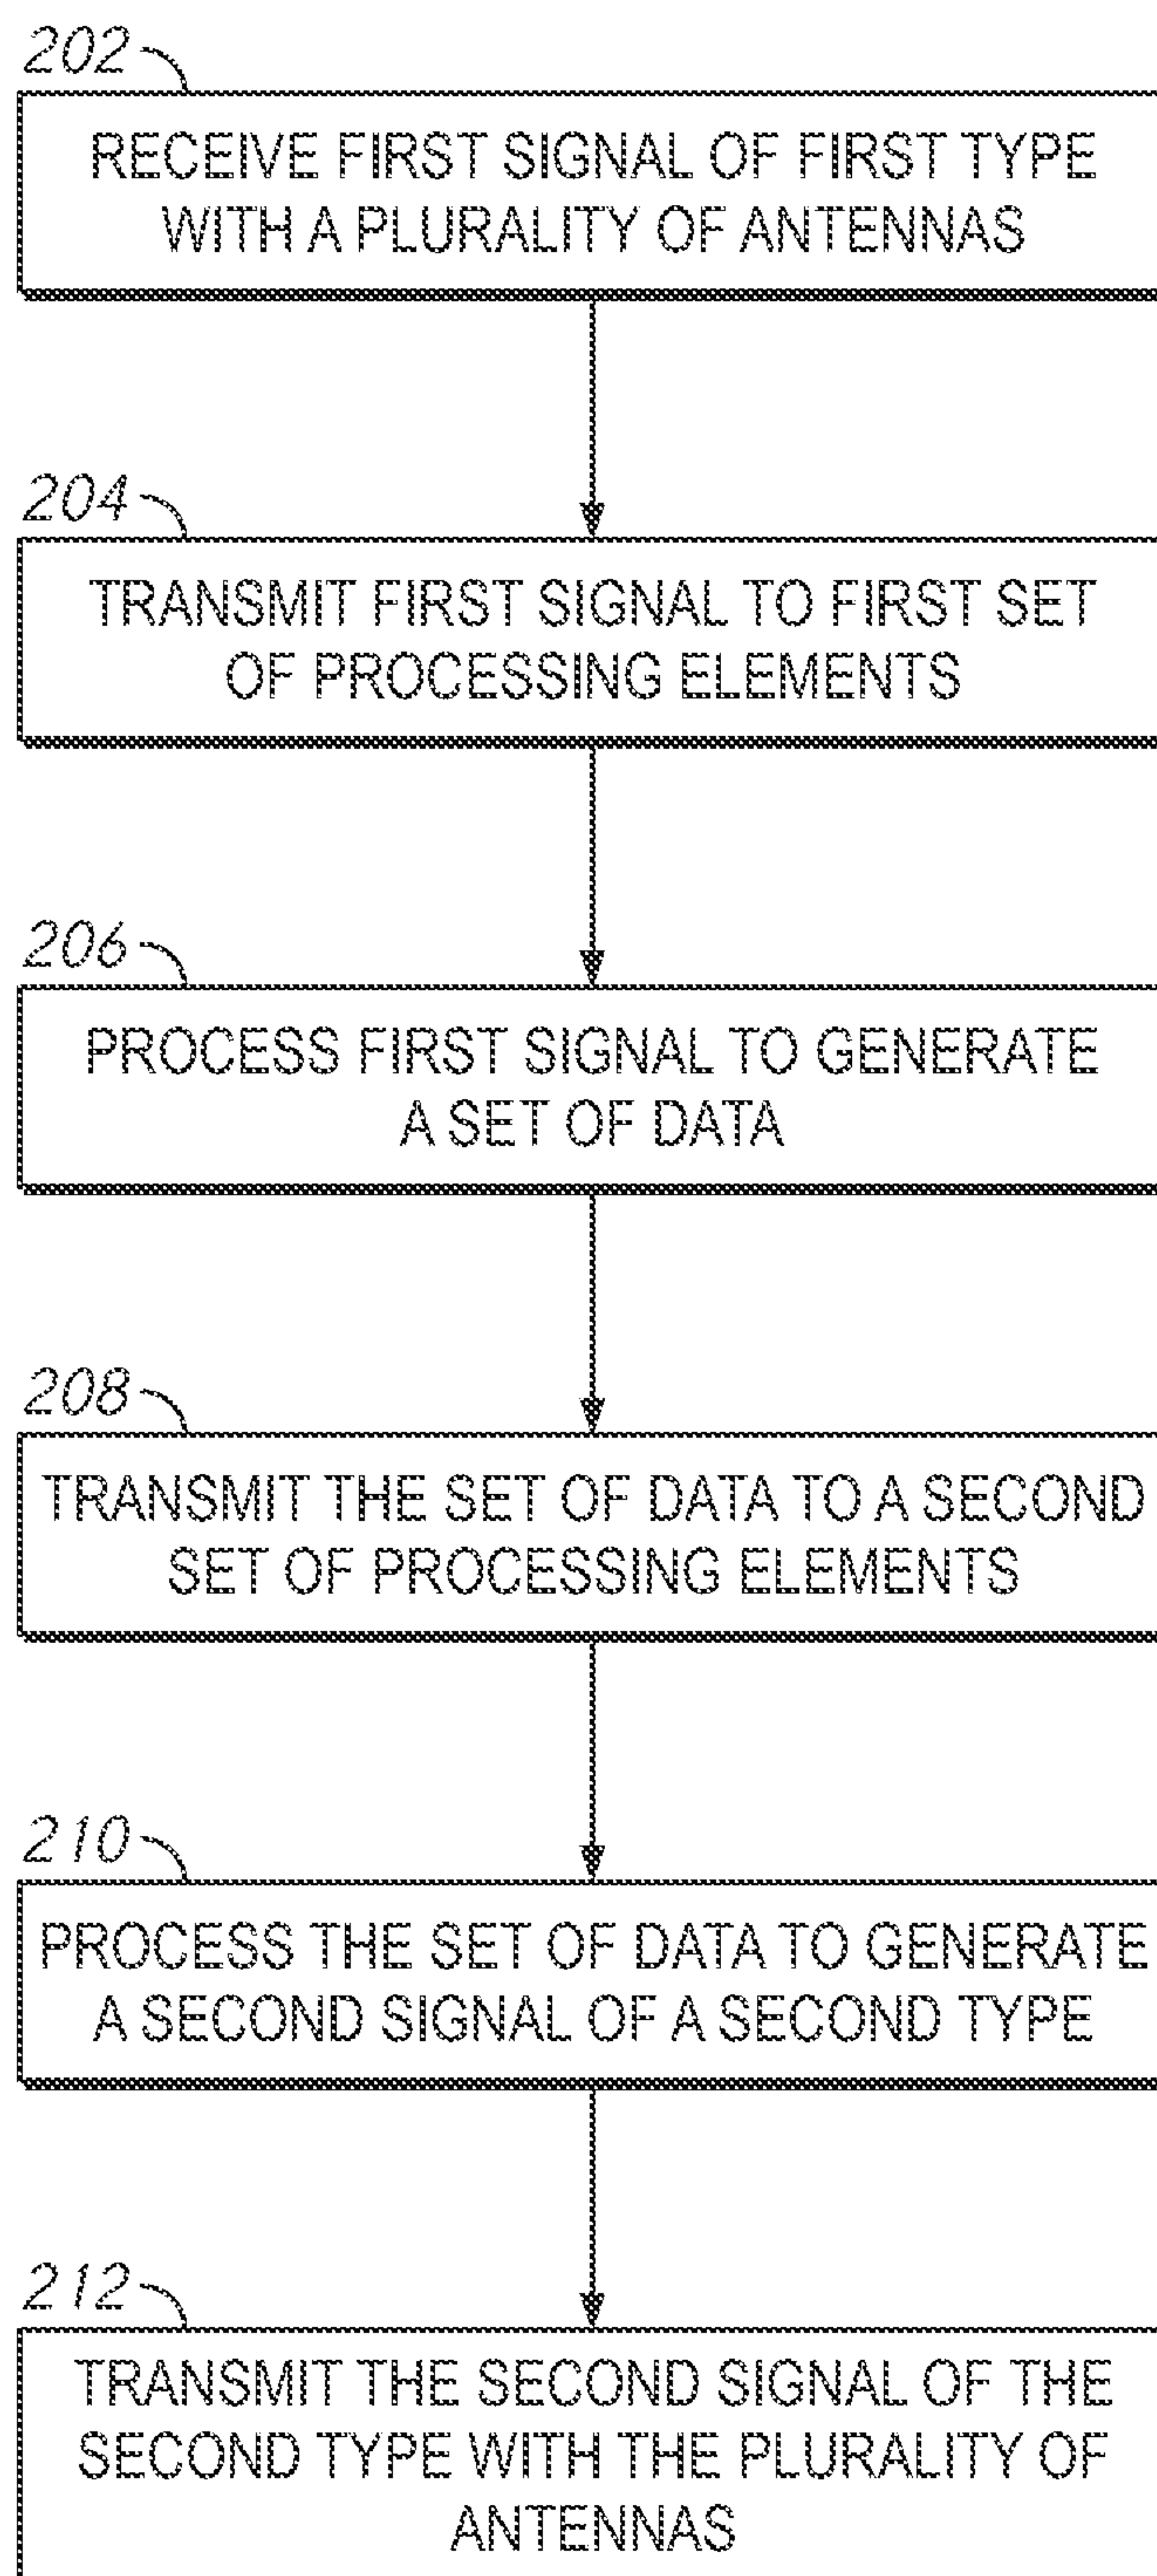 202
RECEIVE FIRST SIGNAL OF FIRST TYPE
WITH A PLURALITY OF ANTENNAS
204
TRANSMIT FIRST SIGNAL TO FIRST SET
OF PROCESSING ELEMENTS
206
PROCESS FIRST SIGNAL TO GENERATE
A SET OF DATA
208
TRANSMIT THE SET OF DATA TO A SECOND
SET OF PROCESSING ELEMENTS
210
PROCESS THE SET OF DATA TO GENERATE
A SECOND SIGNAL OF A SECOND TYPE
212
TRANSMIT THE SECOND SIGNAL OF THE
SECOND TYPE WITH THE PLURALITY OF
ANTENNAS